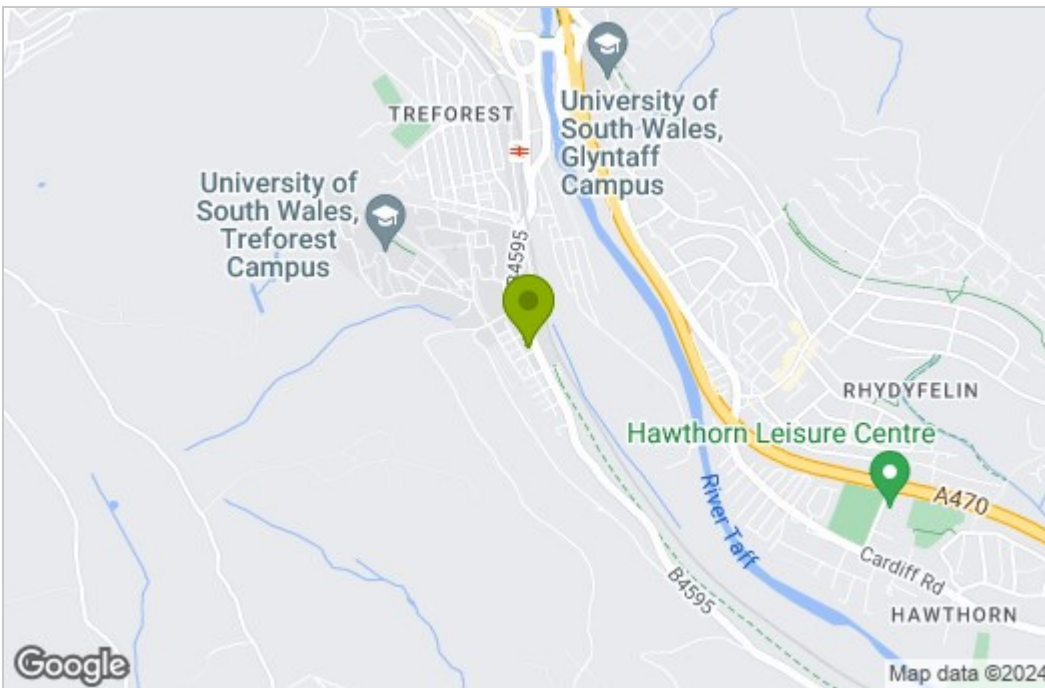 TREFOREST
University of
South Wales,
Glyntaff
Campus
University of
South Wales,
Treforest
Campus
B4595
RHYDYFELIN
Hawthorn Leisure Centre
A470
River Taff
Cardiff Rd
B4595
HAWTHORN
Google
Map data ©2024